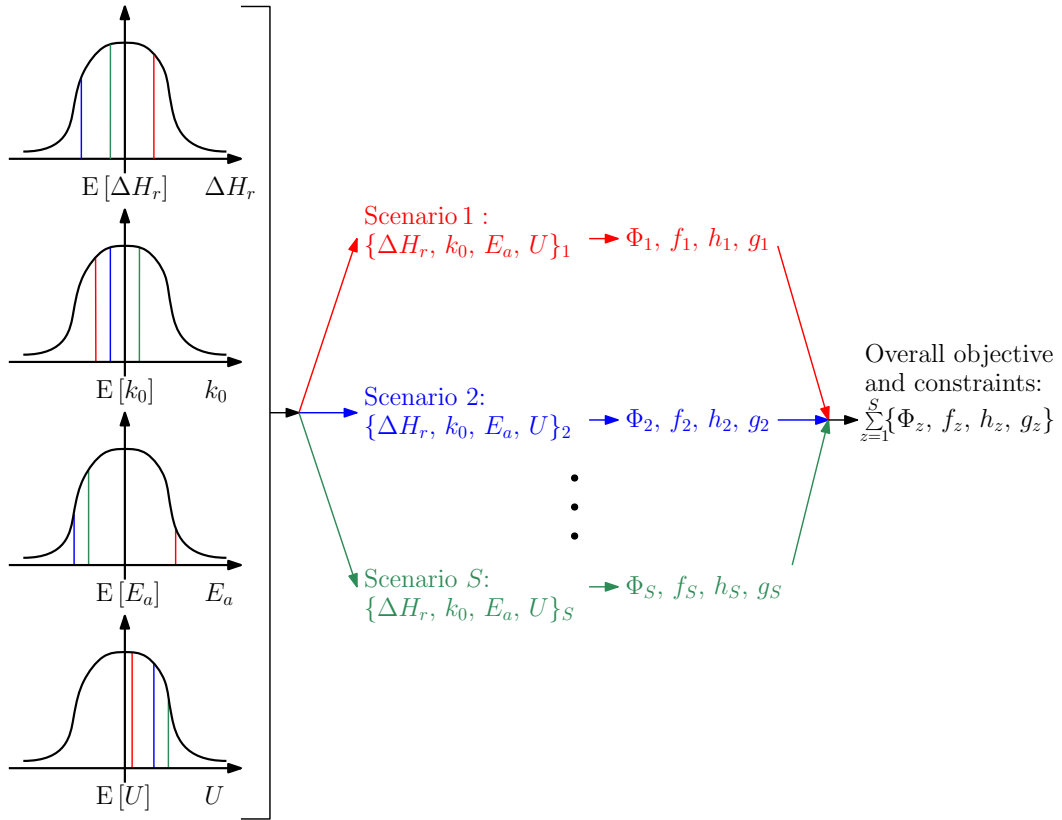 E [ΔH_r] ΔH_r
E [k_0] k_0
E [E_a] E_a
E [U] U
Scenario 1 :
{ΔH_r, k_0, E_a, U}_1
Φ_1, f_1, h_1, g_1
Scenario 2:
{ΔH_r, k_0, E_a, U}_2
Φ_2, f_2, h_2, g_2
Scenario S:
{ΔH_r, k_0, E_a, U}_S
Φ_S, f_S, h_S, g_S
Overall objective
and constraints:
∑_{z=1}^{S}{Φ_z, f_z, h_z, g_z}